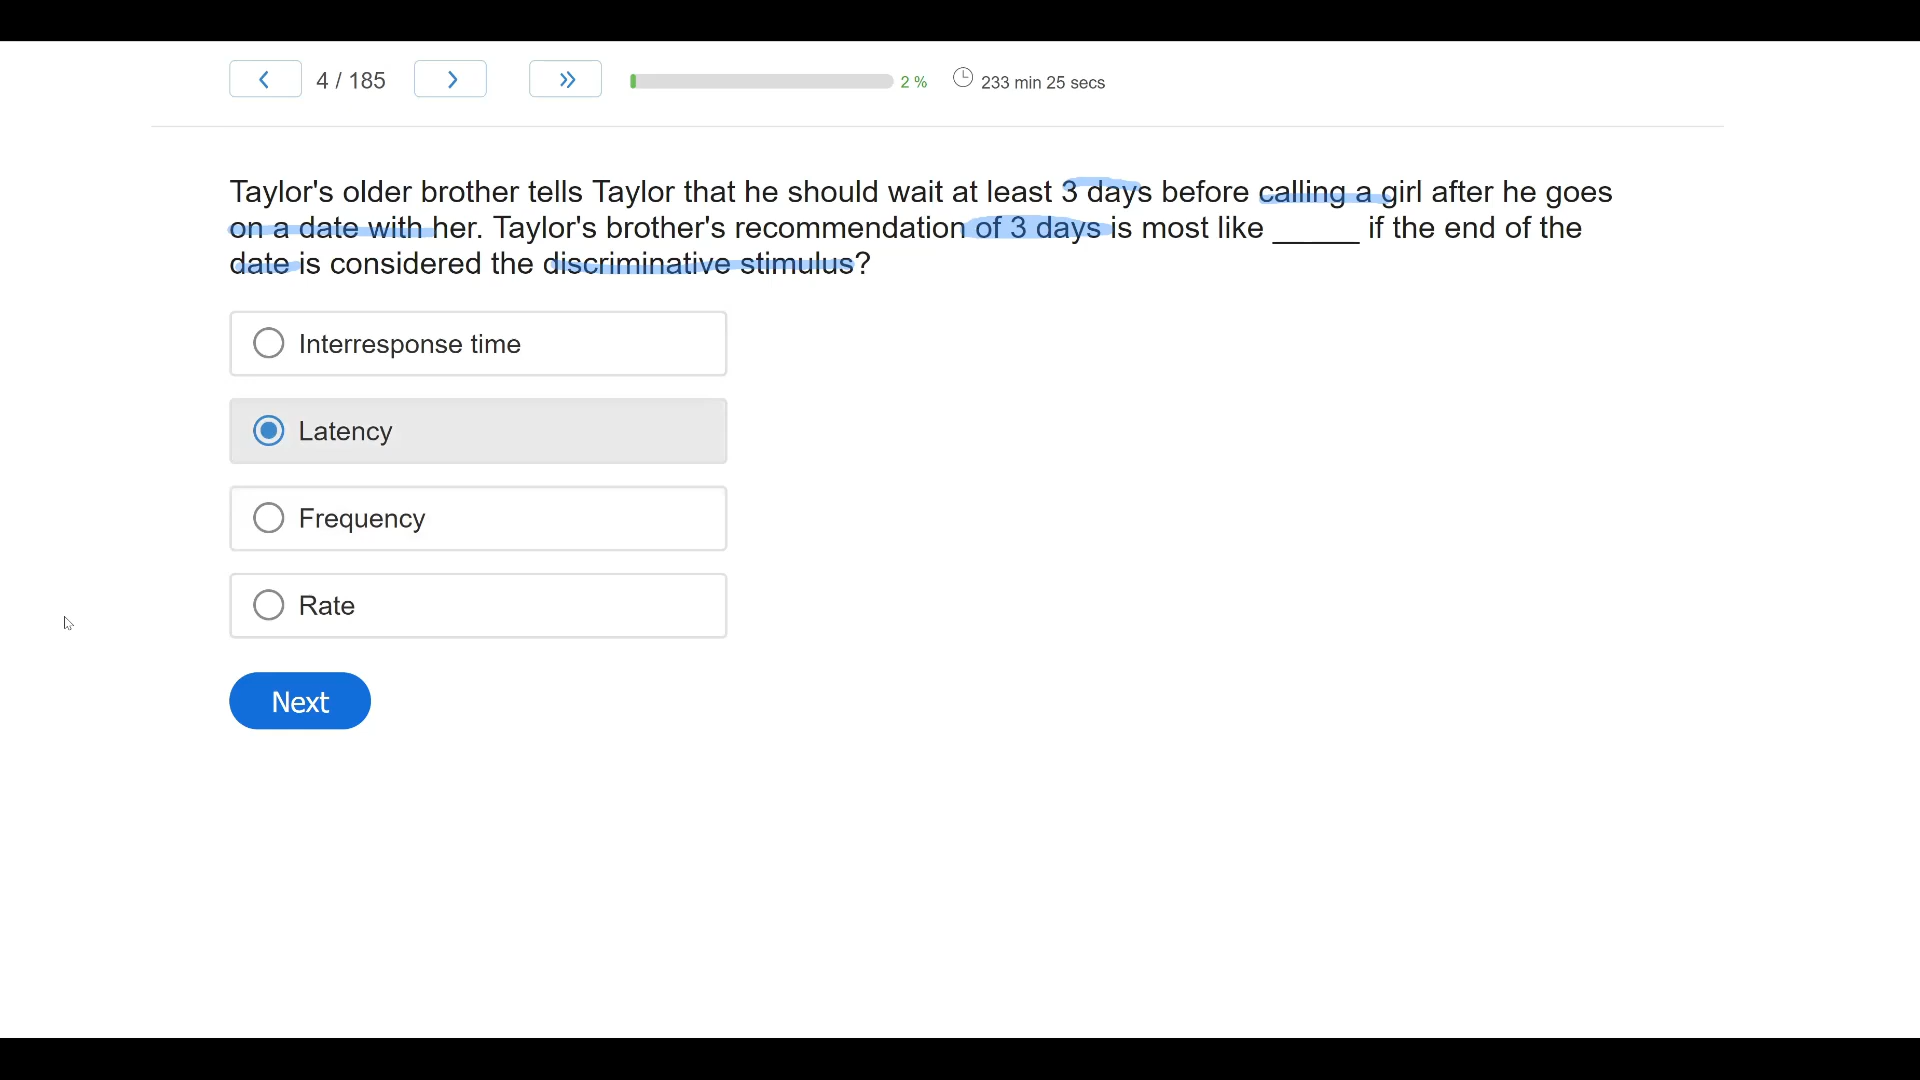 4 / 185
2 %
233 min 25 secs
Taylor's older brother tells Taylor that he should wait at least 3 days before calling a girl after he goes
on a date with her. Taylor's brother's recommendation of 3 days is most like ______ if the end of the
date is considered the discriminative stimulus?
Interresponse time
Latency
Frequency
Rate
Next